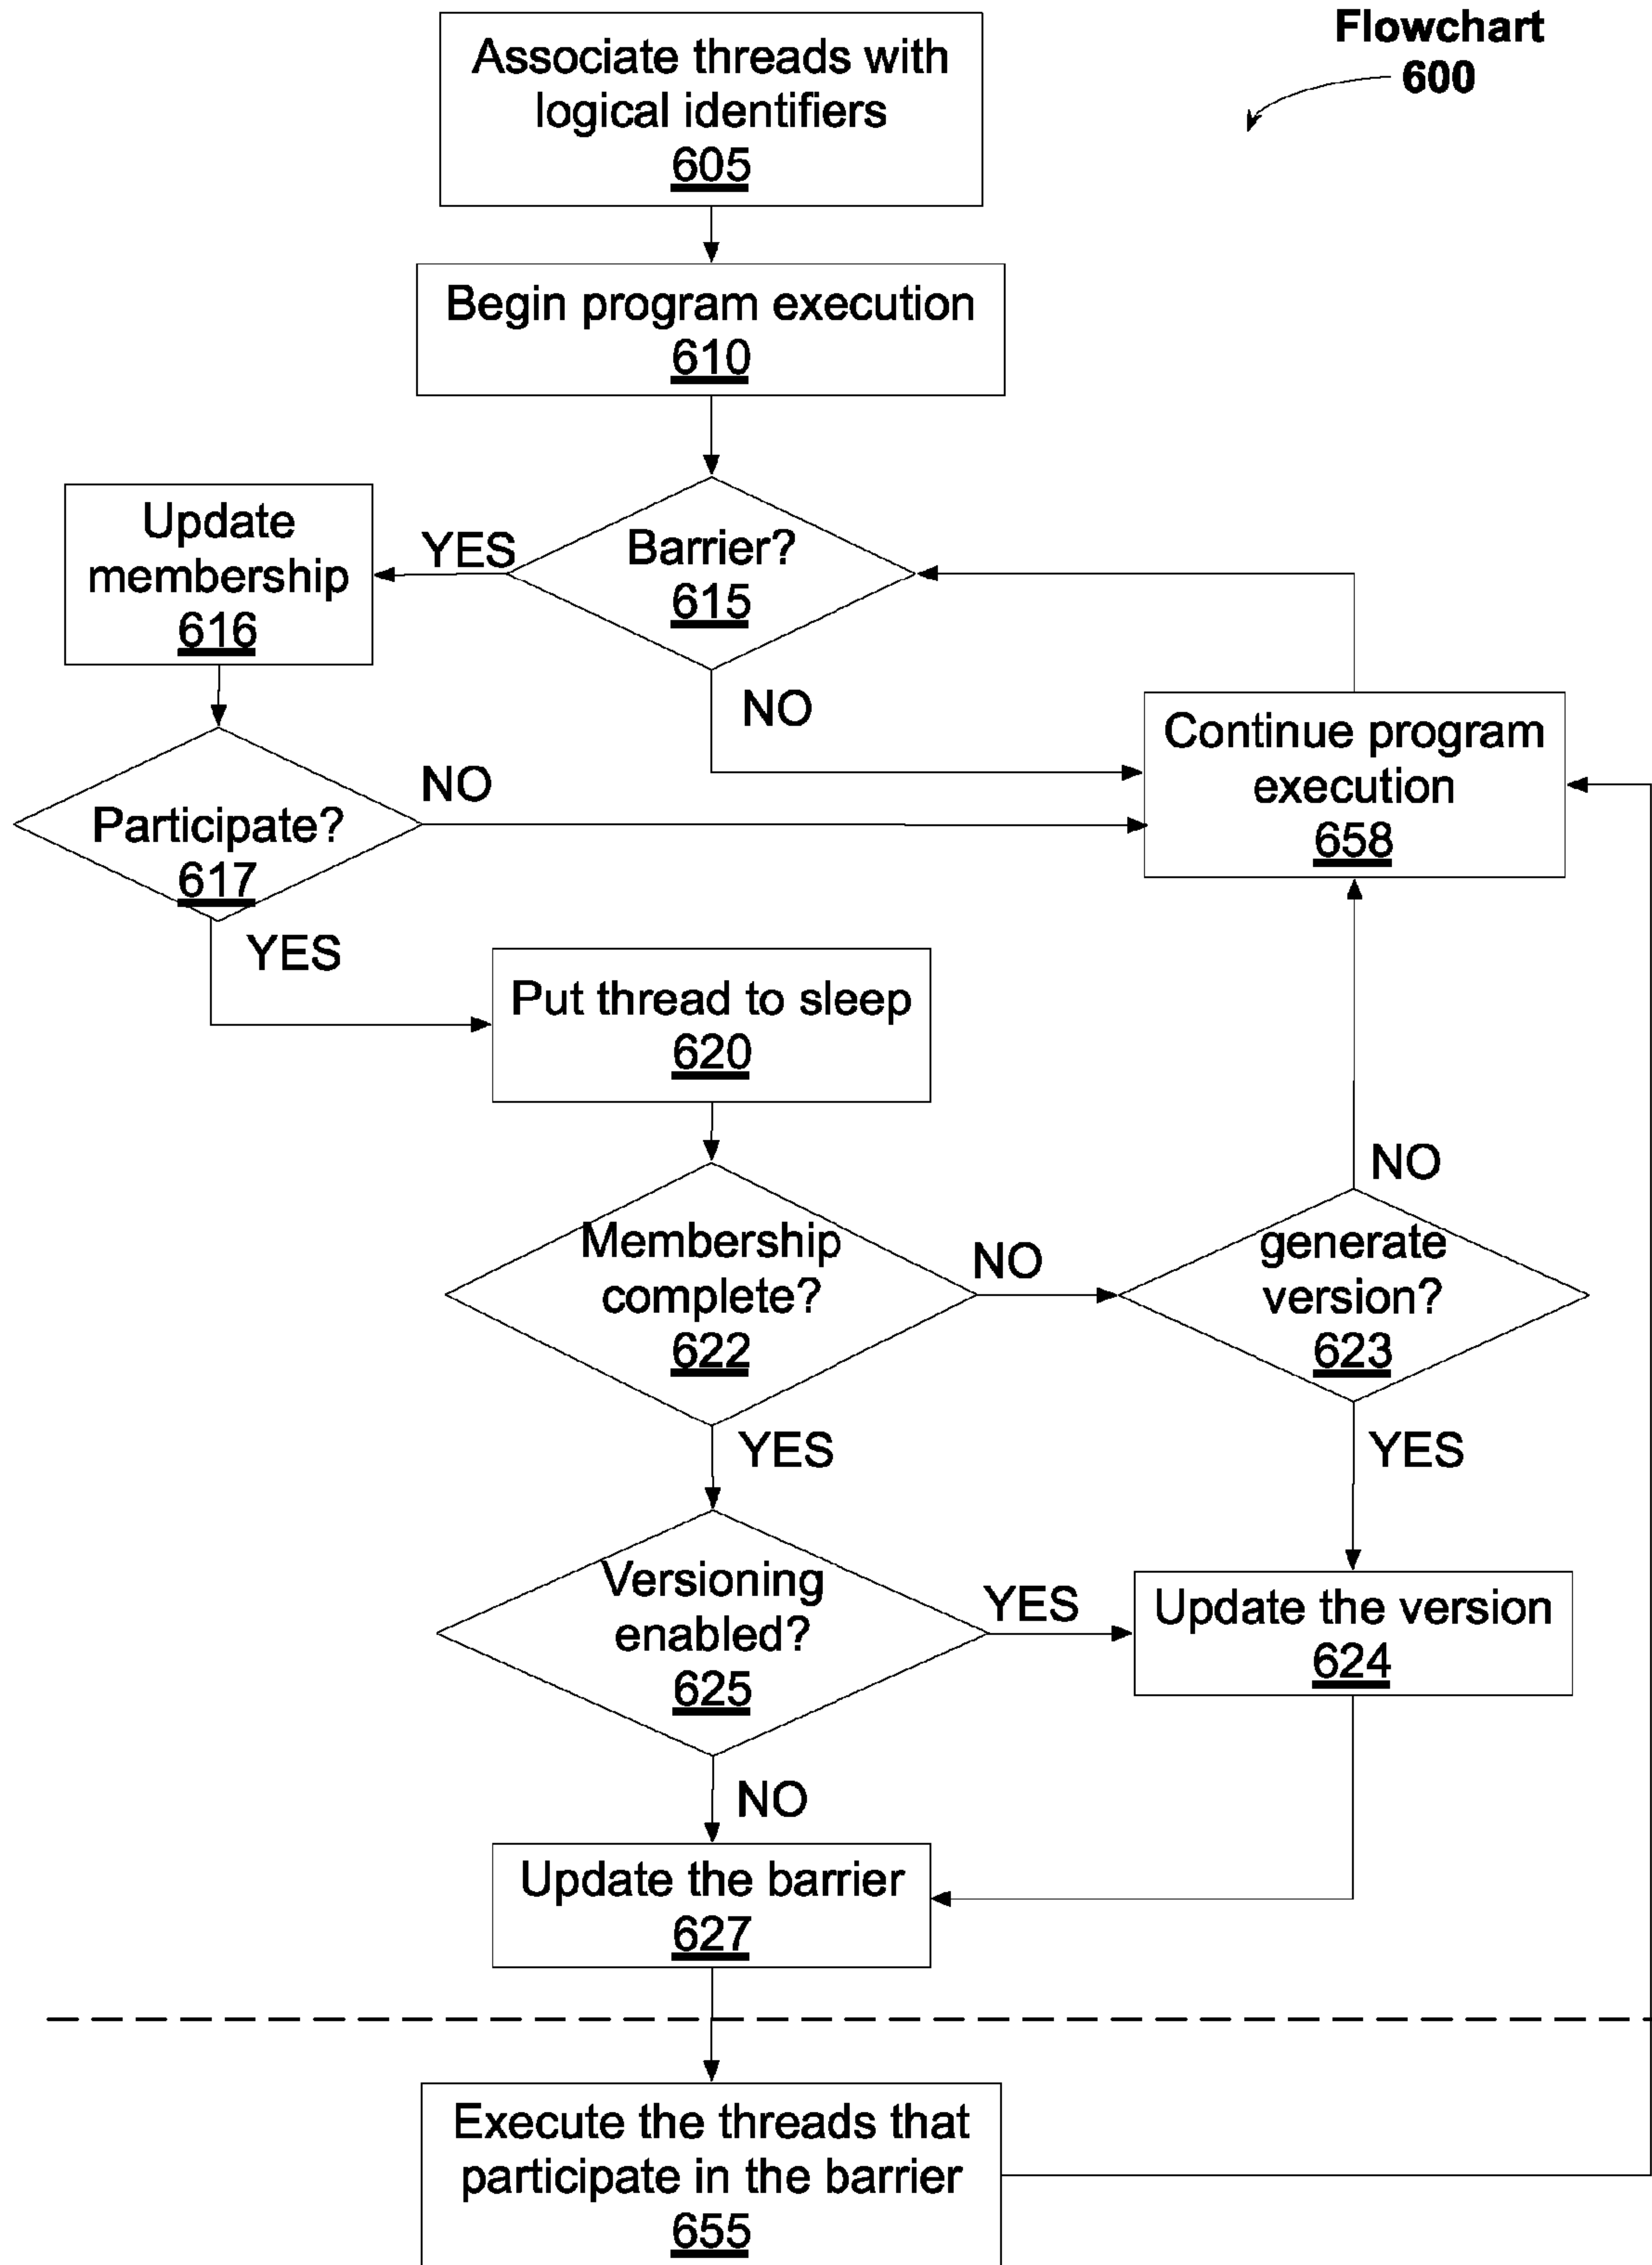 Flowchart
600
Associate threads with
logical identifiers
605
Begin program execution
610
Barrier?
615
YES
NO
Update
membership
616
Participate?
617
NO
YES
Continue program
execution
658
Put thread to sleep
620
Membership
complete?
622
NO
YES
generate
version?
623
NO
YES
Versioning
enabled?
625
YES
NO
Update the version
624
Update the barrier
627
Execute the threads that
participate in the barrier
655